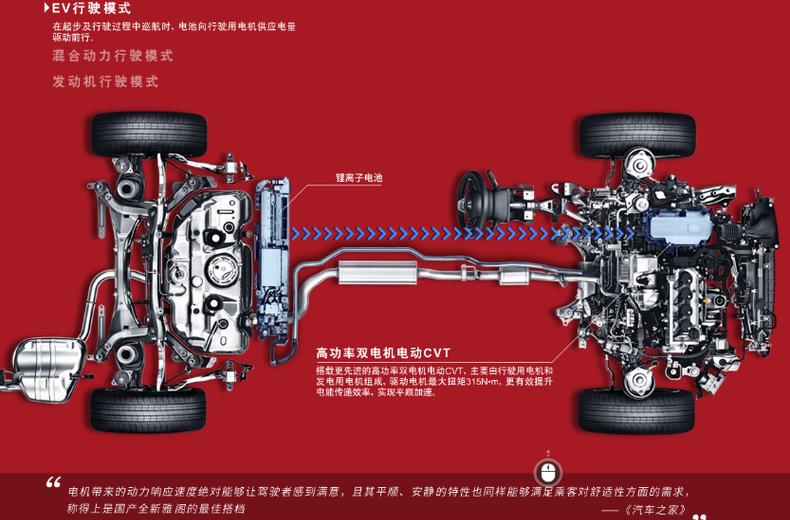 EV行驶模式
在起步及行驶过程中巡航时，电池向行驶用电机供应电量
驱动前行。
混合动力行驶模式
发动机行驶模式
锂离子电池
高功率双电机电动CVT
搭载更先进的高功率双电机电动CVT，主要由行驶用电机和
发电用电机组成，驱动电机最大扭矩315N•m，更有效提升
电能传递效率，实现平顺加速。
“电机带来的动力响应速度绝对能够让驾驶者感到满意，且其平顺、安静的特性也同样能够满足乘客对舒适性方面的需求，
称得上是国产全新雅阁的最佳搭档 ——《汽车之家》”